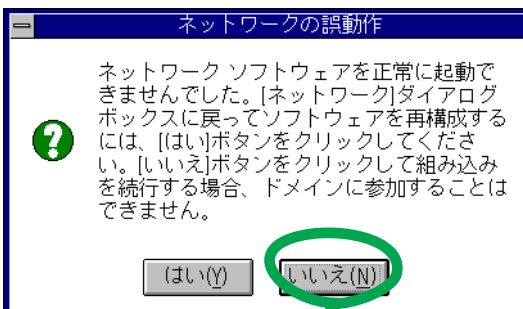 ネットワークの誤動作
ネットワーク ソフトウェアを正常に起動で
きませんでした。[ネットワーク]ダイアログ
ボックスに戻ってソフトウェアを再構成する
には、[はい]ボタンをクリックしてくださ
い。[いいえ]ボタンをクリックして組み込み
を続行する場合、ドメインに参加することは
できません。
はい(Y) いいえ(N)